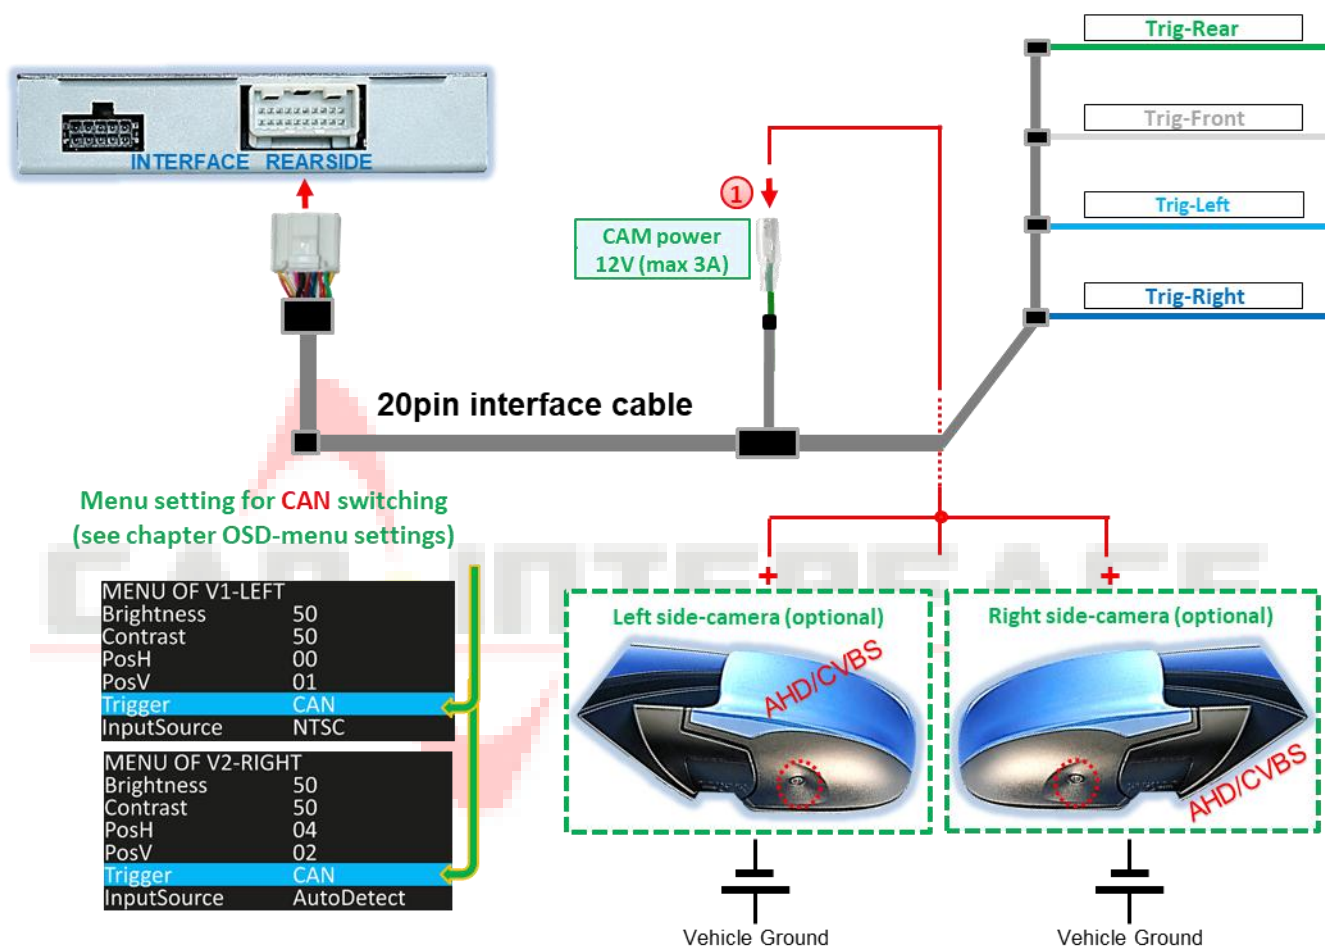 Trig-Rear
Trig-Front
Trig-Left
Trig-Right
INTERFACE REARSIDE
1
CAM power
12V (max 3A)
20pin interface cable
Menu setting for CAN switching
(see chapter OSD-menu settings)
CAR INTERFACE
MENU OF V1-LEFT
Brightness 50
Contrast 50
PosH 00
PosV 01
Trigger CAN
InputSource NTSC
MENU OF V2-RIGHT
Brightness 50
Contrast 50
PosH 04
PosV 02
Trigger CAN
InputSource AutoDetect
+
Left side-camera (optional)
AHD/CVBS
Vehicle Ground
+
Right side-camera (optional)
AHD/CVBS
Vehicle Ground